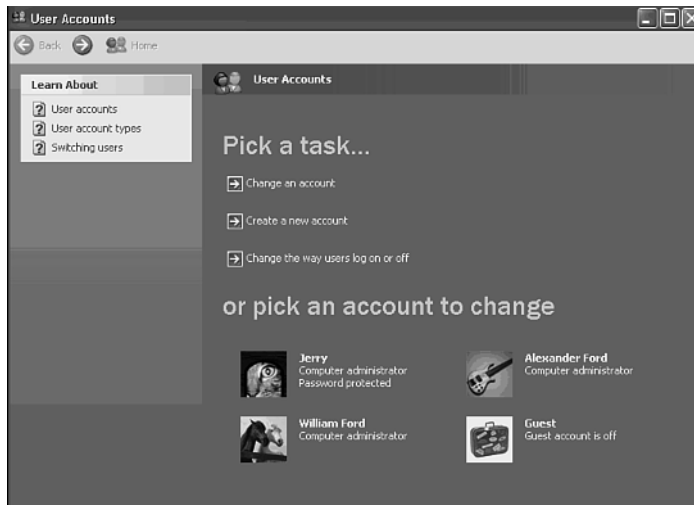 User Accounts
Back Home
Learn About
User accounts
User account types
Switching users
User Accounts
Pick a task...
Change an account
Create a new account
Change the way users log on or off
or pick an account to change
Jerry
Computer administrator
Password protected
Alexander Ford
Computer administrator
William Ford
Computer administrator
Guest
Guest account is off